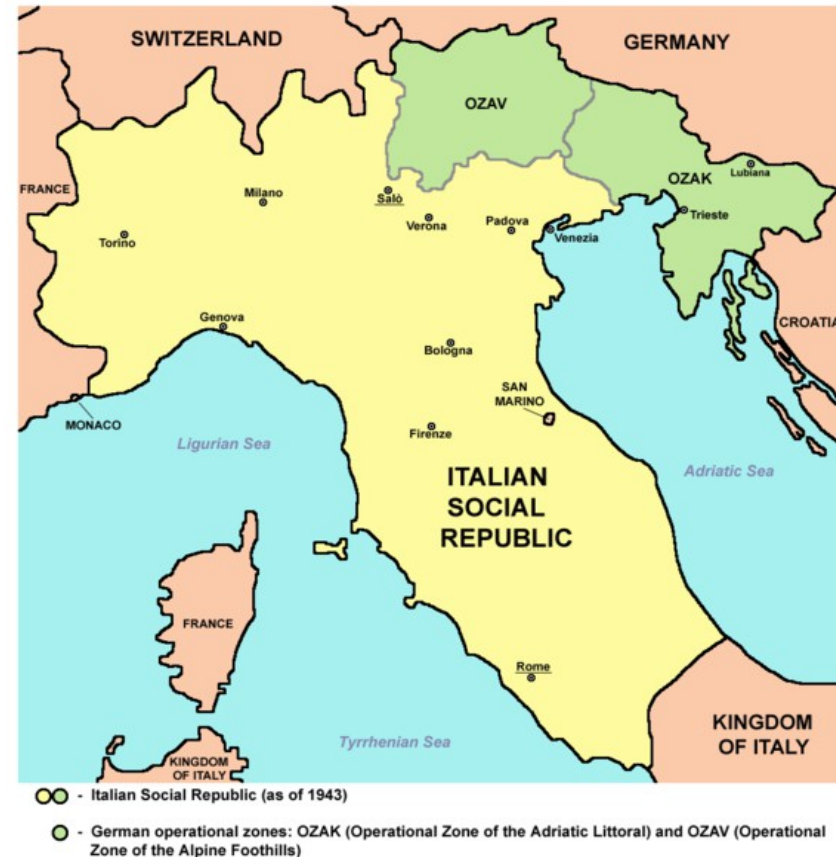 SWITZERLAND
GERMANY
OZAV
OZAK
Lubiana
FRANCE
Milano
Salò
Verona
Padova
Venezia
Trieste
Torino
Genova
Bologna
CROATIA
SAN
MARINO
MONACO
Firenze
Ligurian Sea
Adriatic Sea
ITALIAN
SOCIAL
REPUBLIC
FRANCE
Rome
KINGDOM
OF ITALY
Tyrrhenian Sea
KINGDOM
OF ITALY
- Italian Social Republic (as of 1943)
- German operational zones: OZAK (Operational Zone of the Adriatic Littoral) and OZAV (Operational
Zone of the Alpine Foothills)